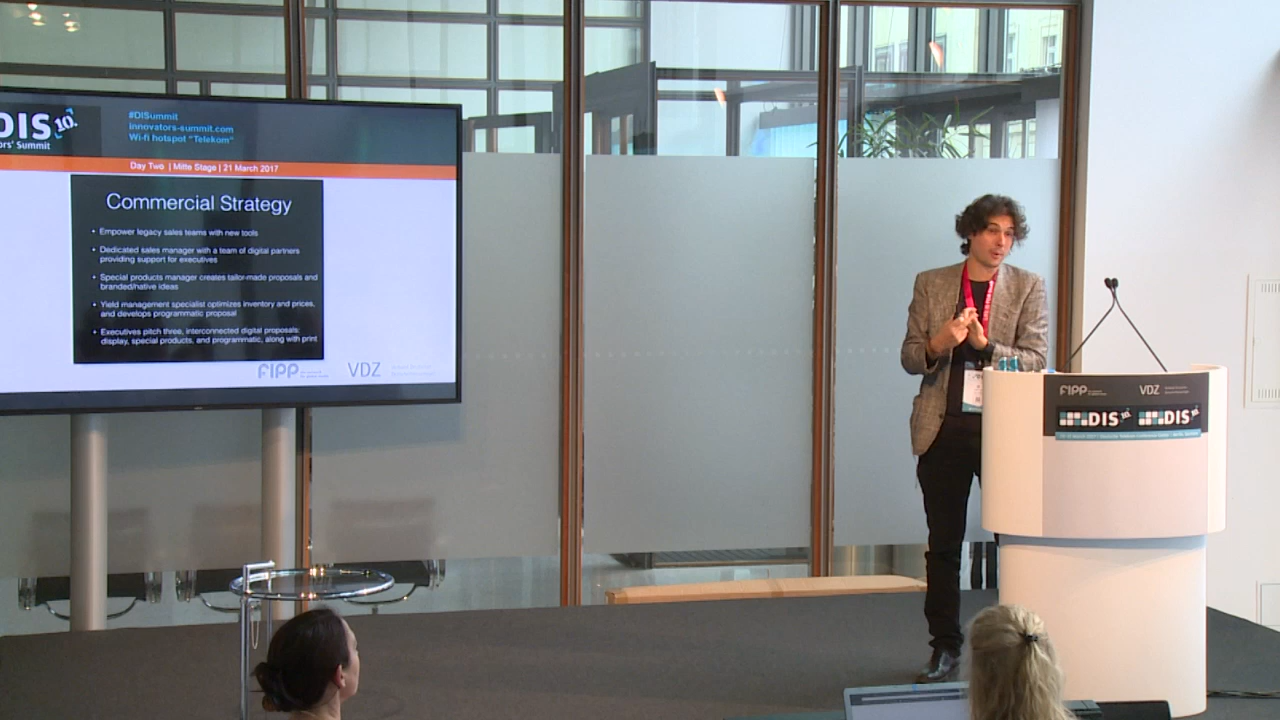 DIS 10.
ors' Summit
#DISummit
innovators-summit.com
Wi-fi hotspot "Telekom"
Day Two | Mitte Stage | 21 March 2017
Commercial Strategy
• Empower legacy sales teams with new tools
• Dedicated sales manager with a team of digital partners
providing support for executives
• Special products manager creates tailor-made proposals and
branded/native ideas
• Yield management specialist optimizes inventory and prices,
and develops programmatic proposal
• Executives pitch three, interconnected digital proposals:
display, special products, and programmatic, along with print
FIPP VDZ
FIPP VDZ
DIS 10. DIS 10.